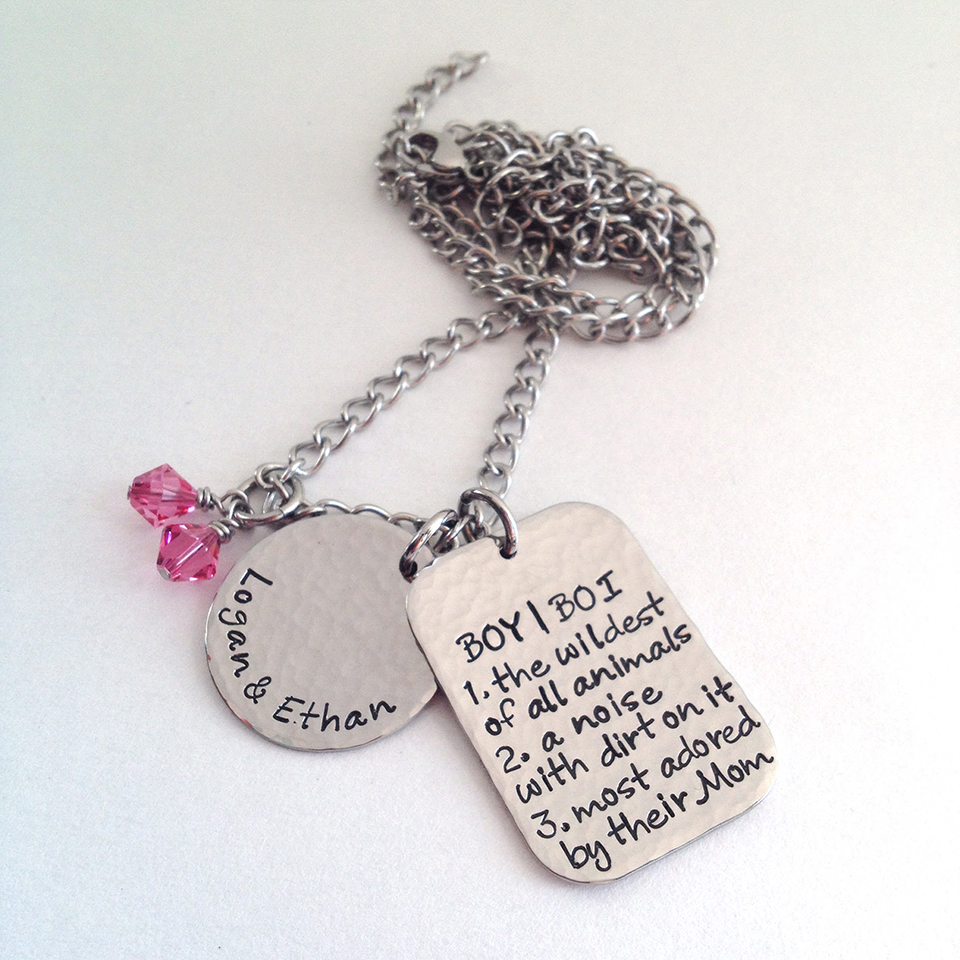 Logan & Ethan
BOY | BOI
1. the wildest
of all animals
2. a noise
with dirt on it
3. most adored
by their Mom